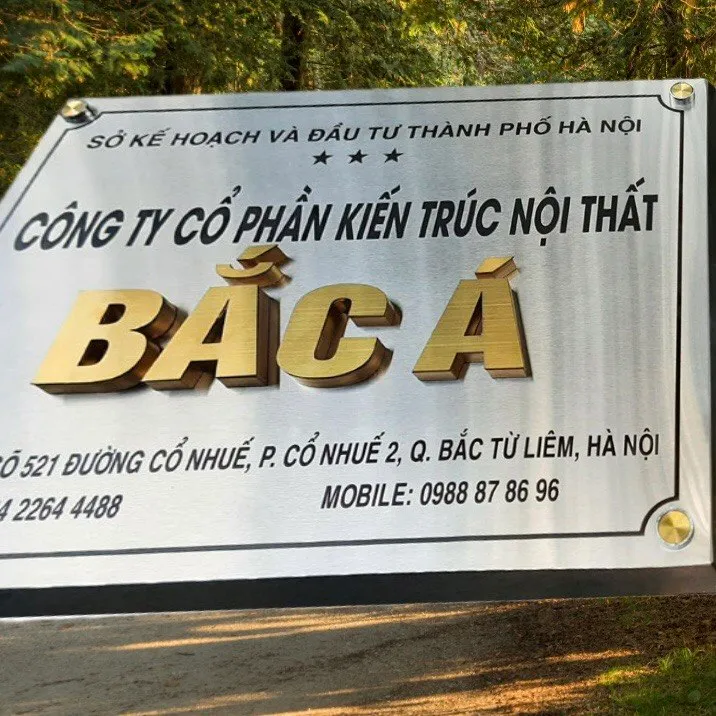 SỞ KẾ HOẠCH VÀ ĐẦU TƯ THÀNH PHỐ HÀ NỘI
CÔNG TY CỔ PHẦN KIẾN TRÚC NỘI THẤT
BẮC Á
521 ĐƯỜNG CỔ NHUẾ, P. CỔ NHUẾ 2, Q. BẮC TỪ LIÊM, HÀ NỘI
4 2264 4488 MOBILE: 0988 87 86 96